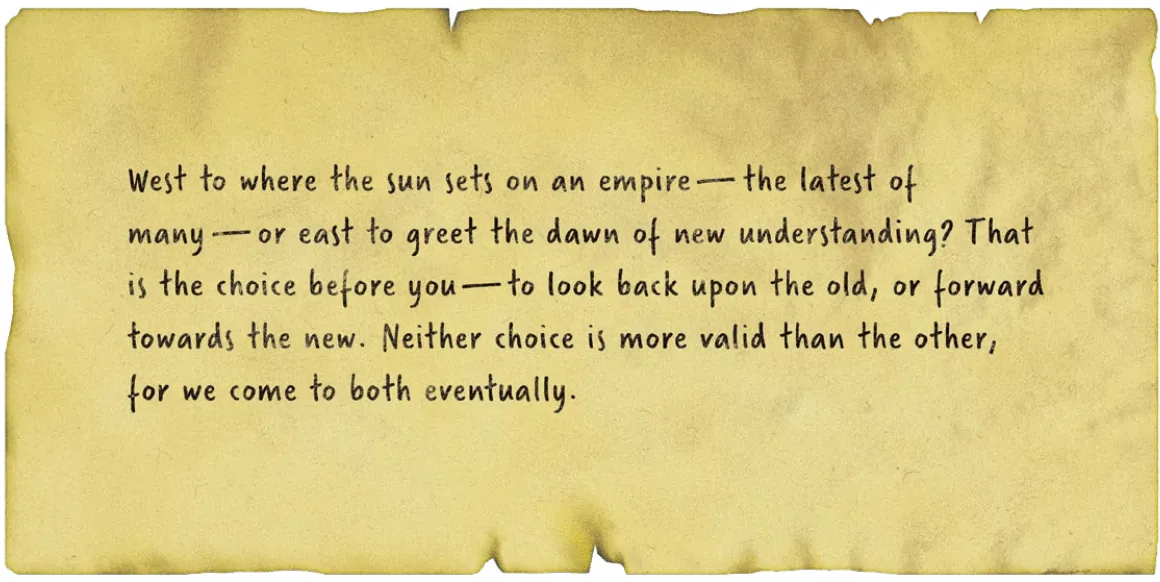 West to where the sun sets on an empire — the latest of
many — or east to greet the dawn of new understanding? That
is the choice before you — to look back upon the old, or forward
towards the new. Neither choice is more valid than the other,
for we come to both eventually.